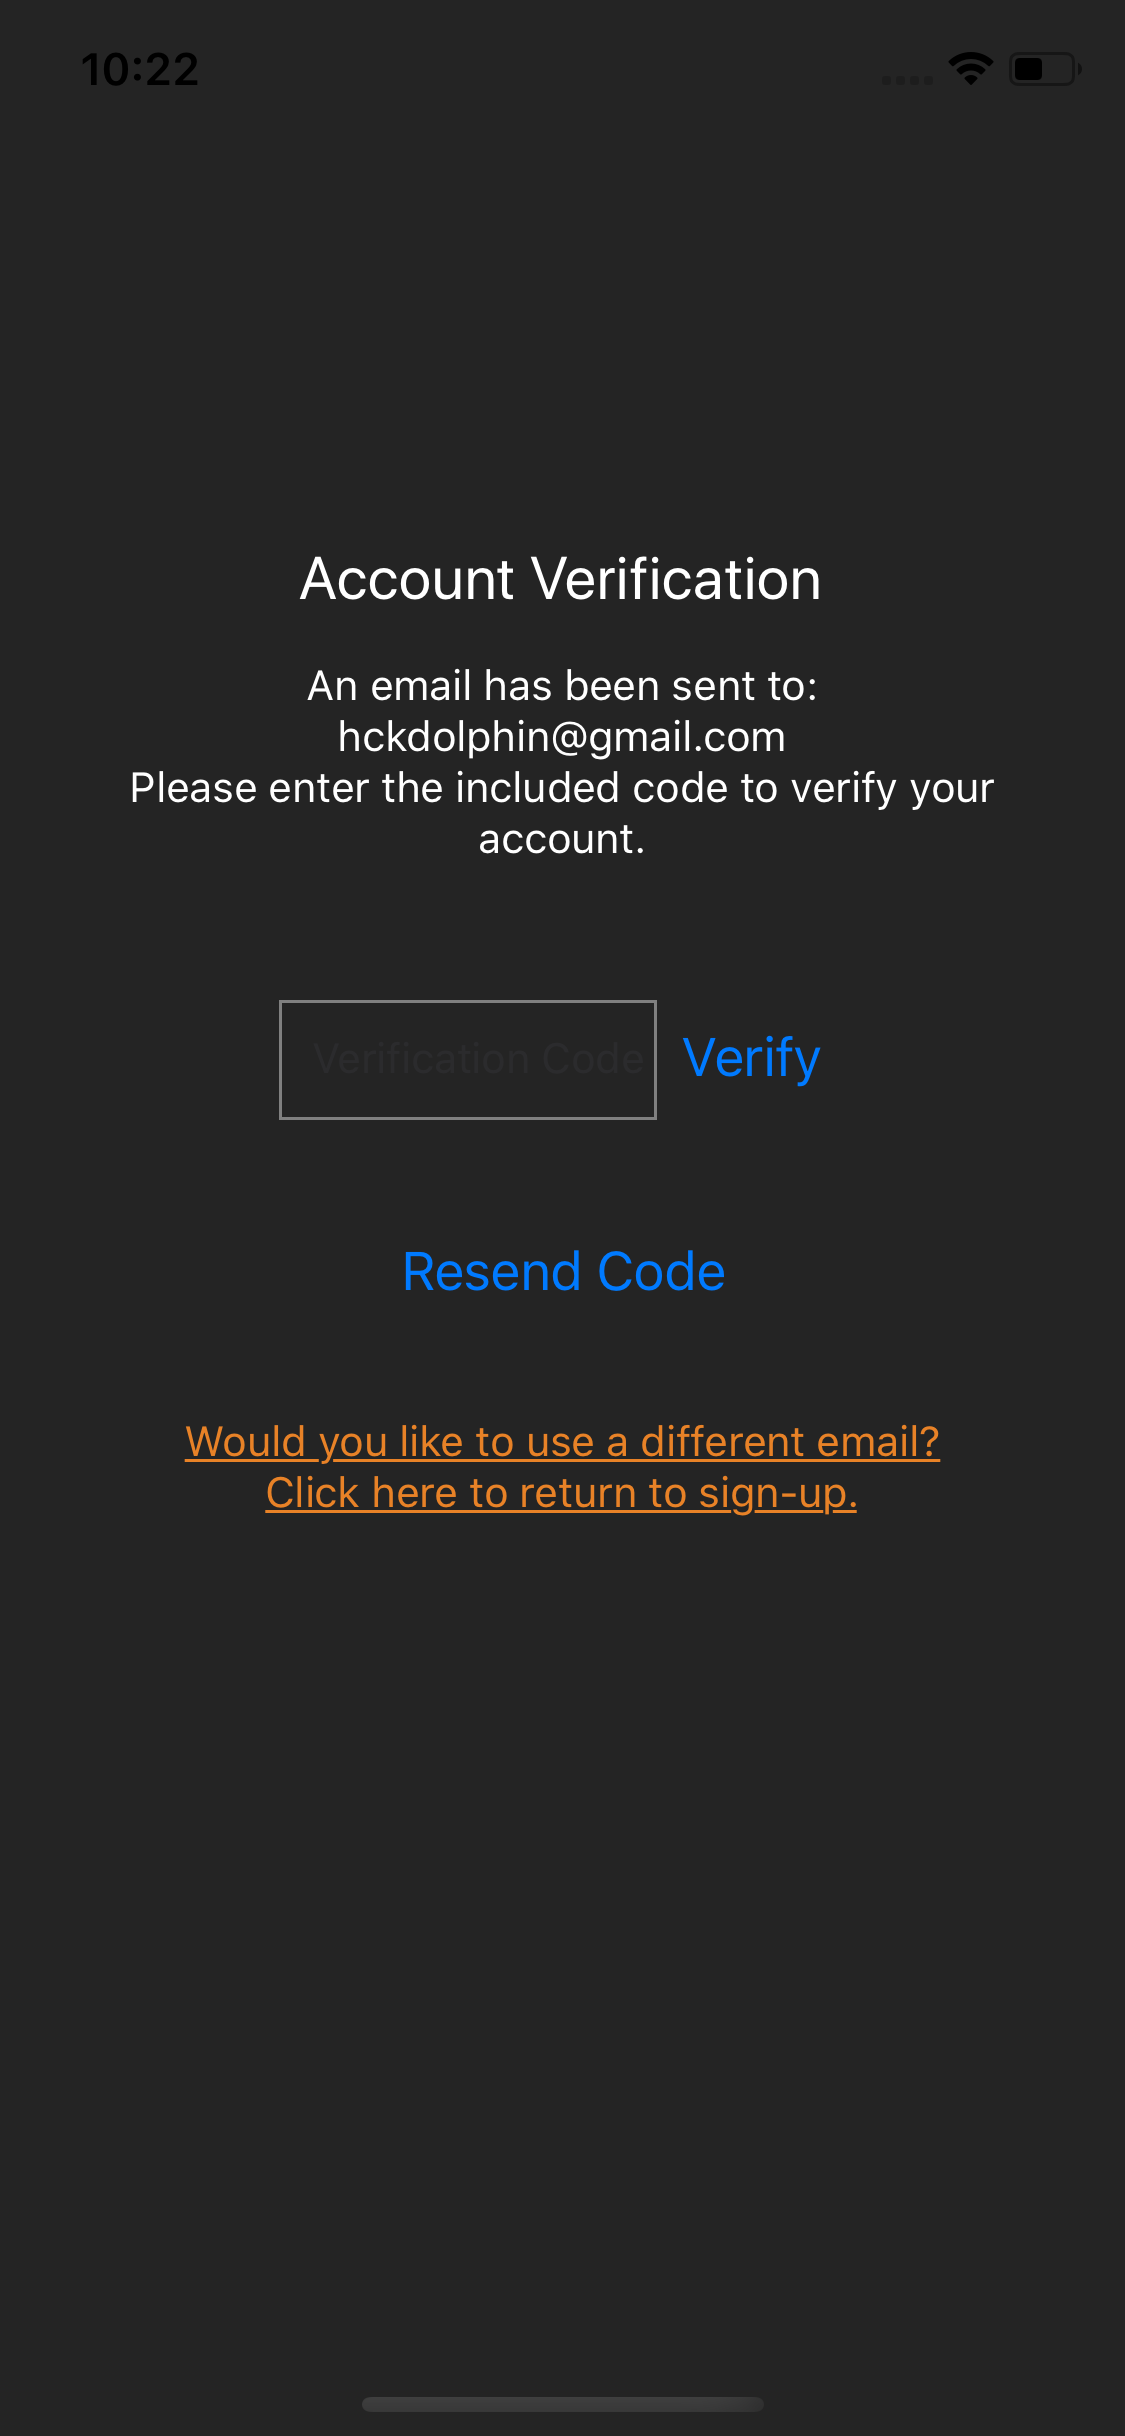 10:22
Account Verification
An email has been sent to:
hckdolphin@gmail.com
Please enter the included code to verify your
account.
Verification Code
Verify
Resend Code
Would you like to use a different email?
Click here to return to sign-up.